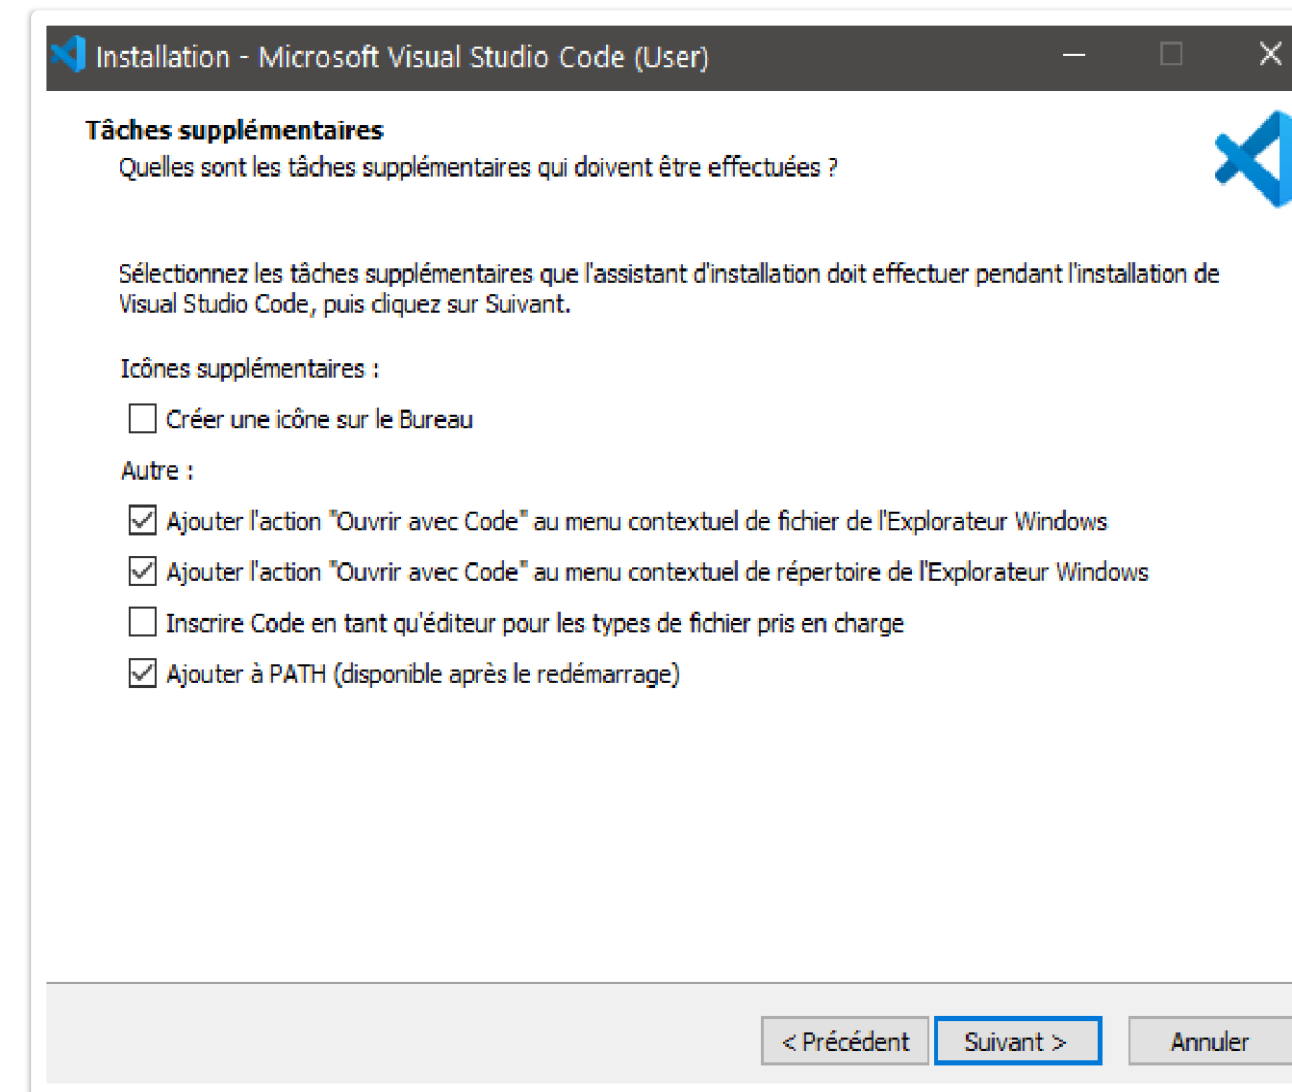 Installation - Microsoft Visual Studio Code (User)
Tâches supplémentaires
Quelles sont les tâches supplémentaires qui doivent être effectuées ?
Sélectionnez les tâches supplémentaires que l'assistant d'installation doit effectuer pendant l'installation de
Visual Studio Code, puis cliquez sur Suivant.
Icônes supplémentaires :
Créer une icône sur le Bureau
Autre :
Ajouter l'action "Ouvrir avec Code" au menu contextuel de fichier de l'Explorateur Windows
Ajouter l'action "Ouvrir avec Code" au menu contextuel de répertoire de l'Explorateur Windows
Inscrire Code en tant qu'éditeur pour les types de fichier pris en charge
Ajouter à PATH (disponible après le redémarrage)
< Précédent Suivant > Annuler